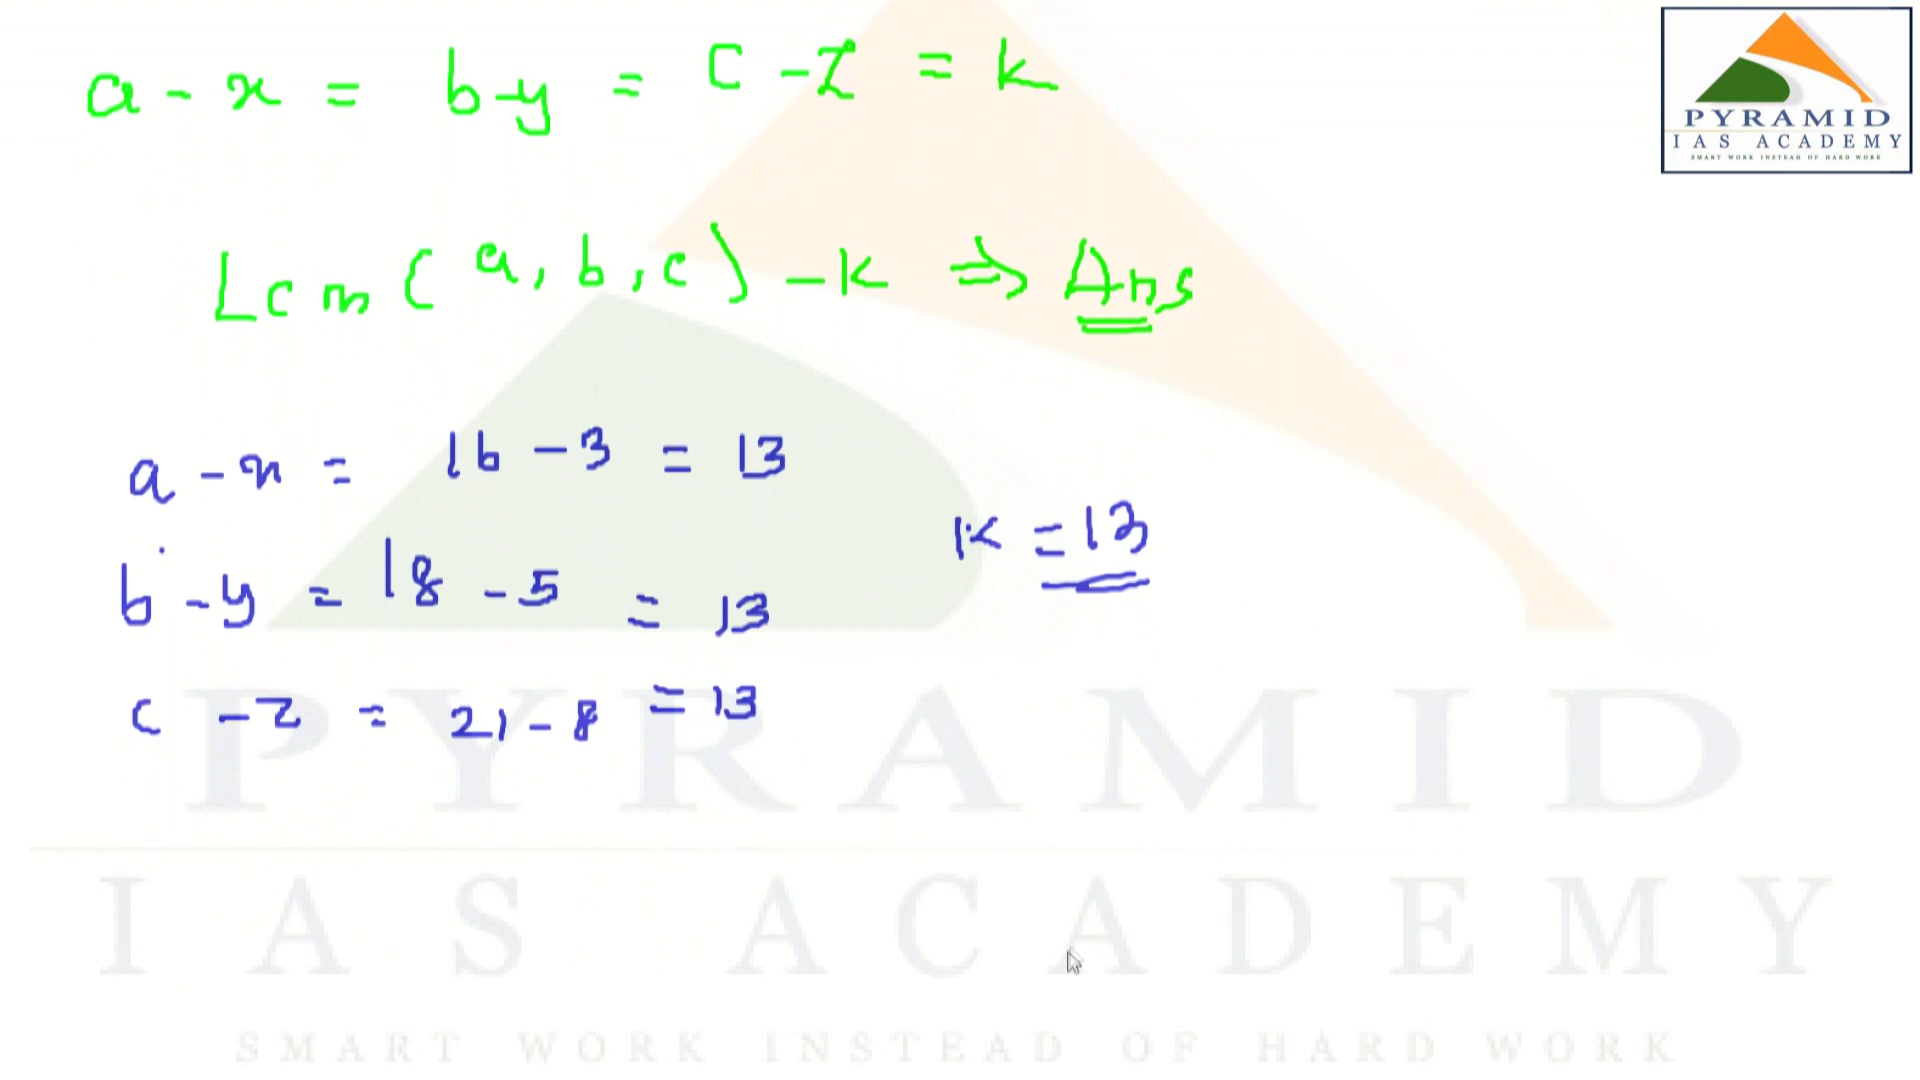 a - x = b - y = c - z = k
PYRAMID
IAS ACADEMY
SMART WORK INSTEAD OF HARD WORK
Lcm ( a, b, c ) - k ⇒ Ans
a - x = 16 - 3 = 13
k = 13
b - y = 18 - 5 = 13
c - z = 21 - 8 = 13
PYRAMID
IAS ACADEMY
SMART WORK INSTEAD OF HARD WORK